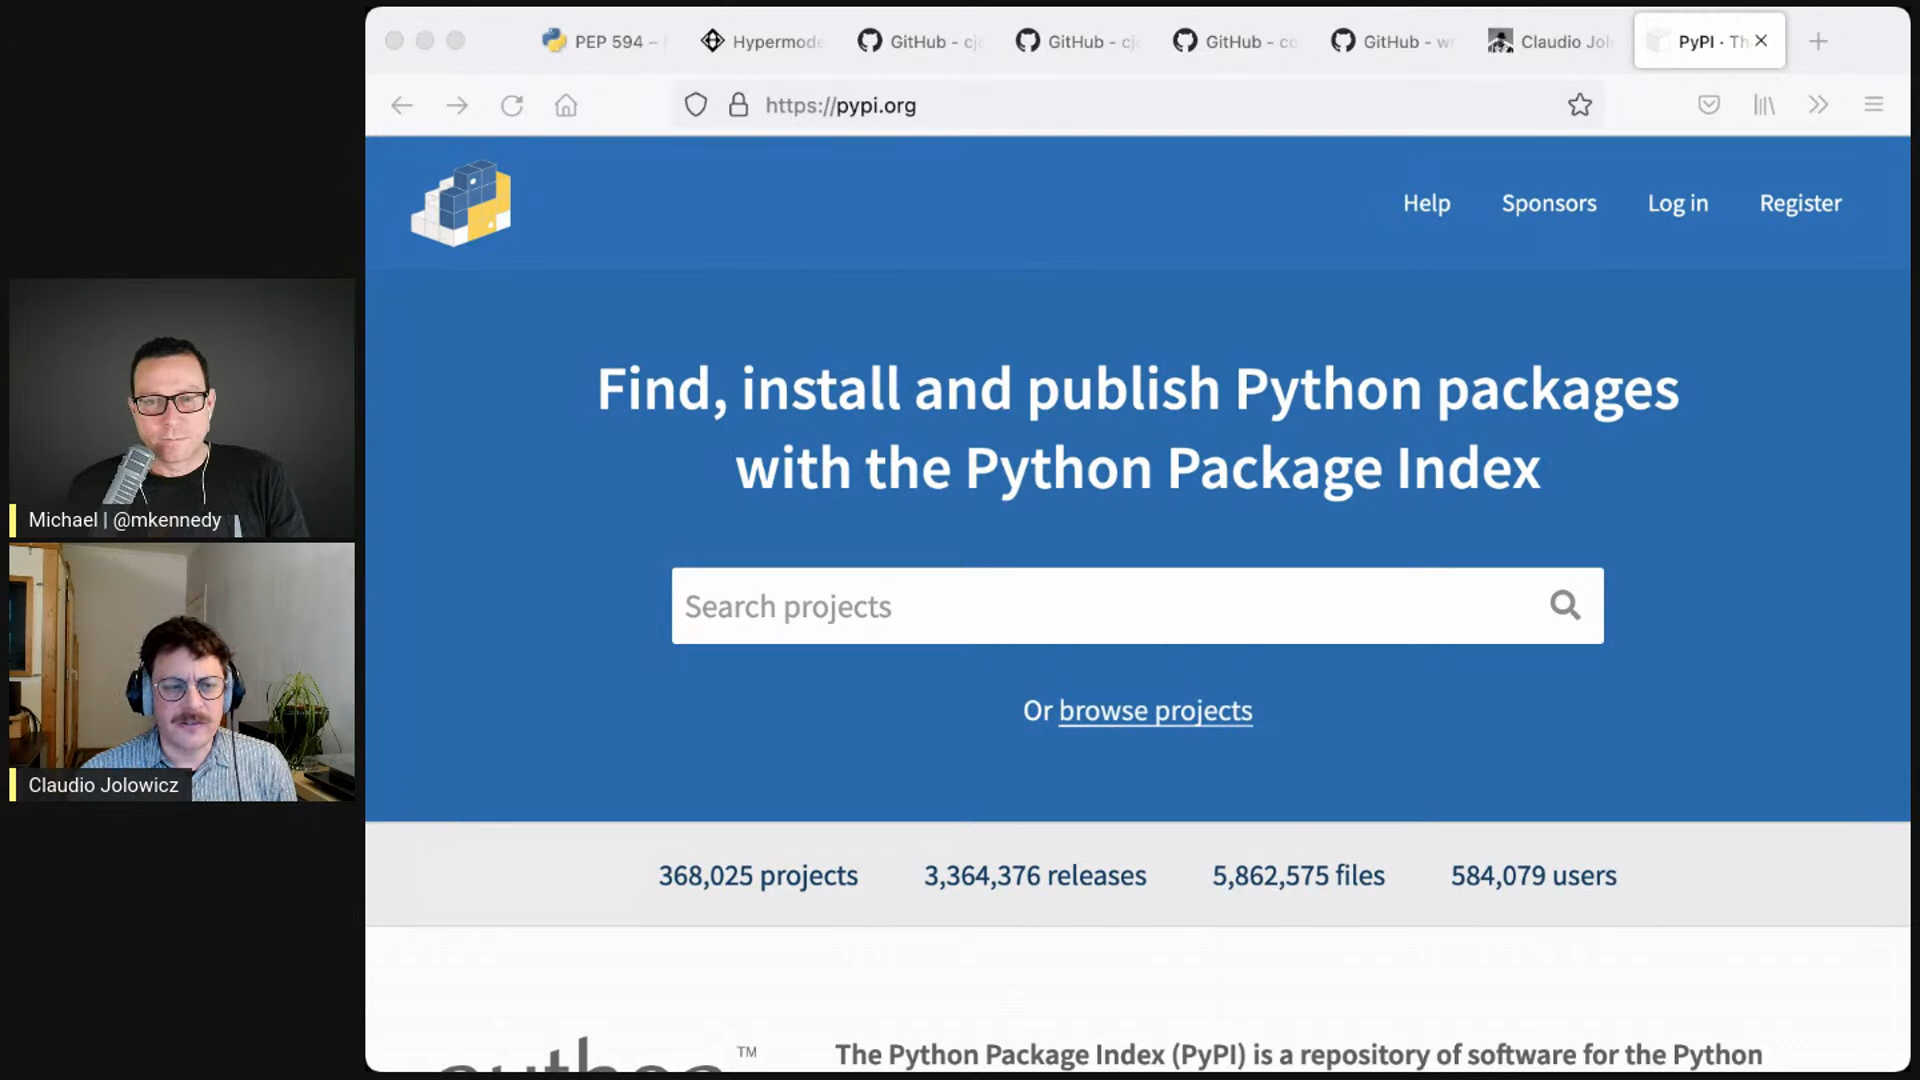 PEP 594 –
Hypermode
GitHub - cj
GitHub - cj
GitHub - co
GitHub - w
Claudio Jol
PyPI · Th
https://pypi.org
Help
Sponsors
Log in
Register
Find, install and publish Python packages
with the Python Package Index
Search projects
Or browse projects
368,025 projects
3,364,376 releases
5,862,575 files
584,079 users
python
TM
The Python Package Index (PyPI) is a repository of software for the Python
Michael | @mkennedy
Claudio Jolowicz